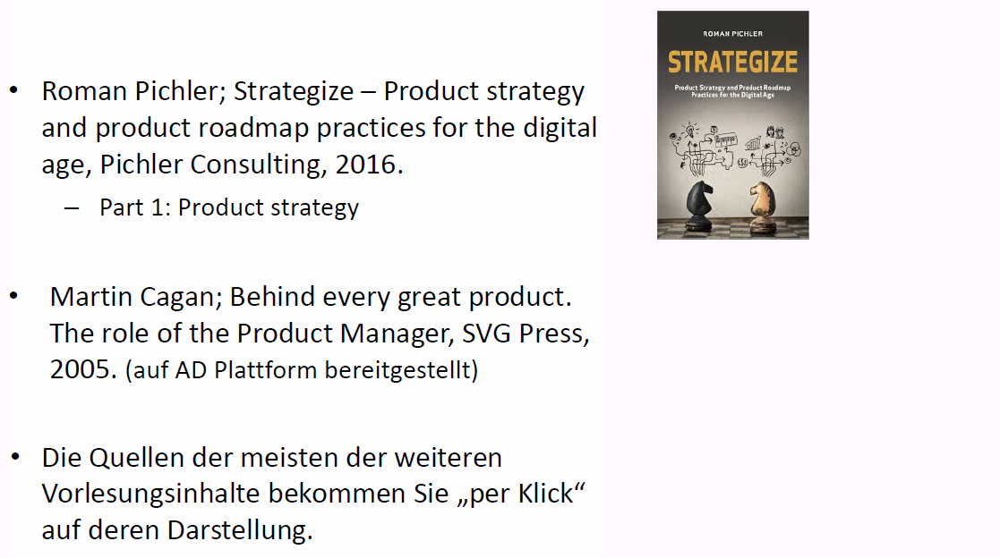 • Roman Pichler; Strategize – Product strategy
and product roadmap practices for the digital
age, Pichler Consulting, 2016.
– Part 1: Product strategy
• Martin Cagan; Behind every great product.
The role of the Product Manager, SVG Press,
2005. (auf AD Plattform bereitgestellt)
• Die Quellen der meisten der weiteren
Vorlesungsinhalte bekommen Sie „per Klick“
auf deren Darstellung.
ROMAN PICHLER
STRATEGIZE
Product Strategy and Product Roadmap
Practices for the Digital Age